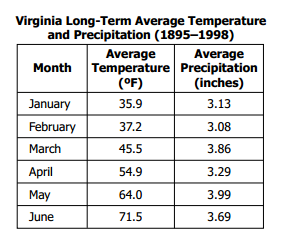 Virginia Long-Term Average Temperature
and Precipitation (1895–1998)
Month Average Temperature (ºF) Average Precipitation (inches)
January 35.9 3.13
February 37.2 3.08
March 45.5 3.86
April 54.9 3.29
May 64.0 3.99
June 71.5 3.69